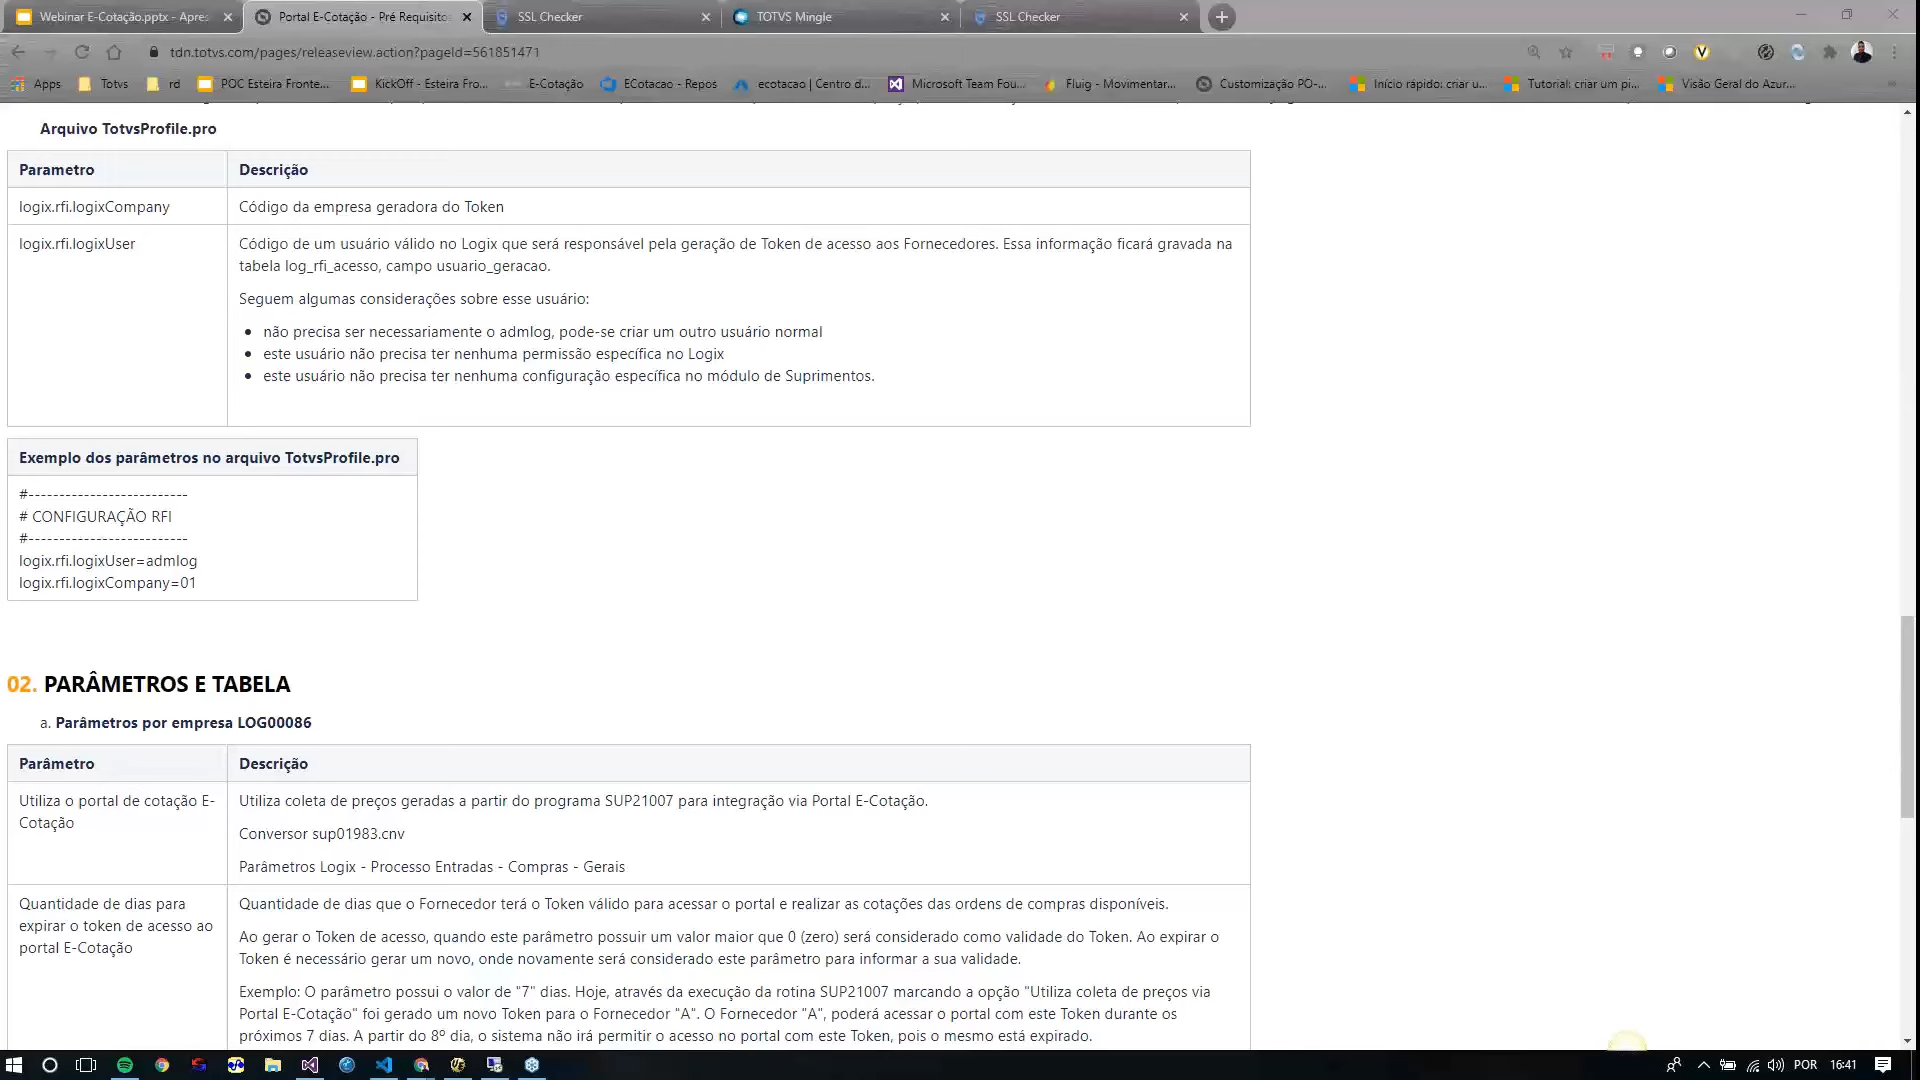 Webinar E-Cotação.pptx - Apres
Portal E-Cotação - Pré Requisitos
SSL Checker
TOTVS Mingle
SSL Checker
tdn.totvs.com/pages/releaseview.action?pageId=561851471
Apps
Totvs
rd
POC Esteira Fronte...
KickOff - Esteira Fro...
E-Cotação
ECotacao - Repos
ecotacao | Centro d...
Microsoft Team Fou...
Fluig - Movimentar...
Customização PO-...
Início rápido: criar u...
Tutorial: criar um pi...
Visão Geral do Azur...
Arquivo TotvsProfile.pro
Parametro
Descrição
logix.rfi.logixCompany
Código da empresa geradora do Token
logix.rfi.logixUser
Código de um usuário válido no Logix que será responsável pela geração de Token de acesso aos Fornecedores. Essa informação ficará gravada na
tabela log_rfi_acesso, campo usuario_geracao.
Seguem algumas considerações sobre esse usuário:
• não precisa ser necessariamente o admlog, pode-se criar um outro usuário normal
• este usuário não precisa ter nenhuma permissão específica no Logix
• este usuário não precisa ter nenhuma configuração específica no módulo de Suprimentos.
Exemplo dos parâmetros no arquivo TotvsProfile.pro
#--------------------------
# CONFIGURAÇÃO RFI
#--------------------------
logix.rfi.logixUser=admlog
logix.rfi.logixCompany=01
02. PARÂMETROS E TABELA
a. Parâmetros por empresa LOG00086
Parâmetro
Descrição
Utiliza o portal de cotação E-
Cotação
Utiliza coleta de preços geradas a partir do programa SUP21007 para integração via Portal E-Cotação.
Conversor sup01983.cnv
Parâmetros Logix - Processo Entradas - Compras - Gerais
Quantidade de dias para
expirar o token de acesso ao
portal E-Cotação
Quantidade de dias que o Fornecedor terá o Token válido para acessar o portal e realizar as cotações das ordens de compras disponíveis.
Ao gerar o Token de acesso, quando este parâmetro possuir um valor maior que 0 (zero) será considerado como validade do Token. Ao expirar o
Token é necessário gerar um novo, onde novamente será considerado este parâmetro para informar a sua validade.
Exemplo: O parâmetro possui o valor de "7" dias. Hoje, através da execução da rotina SUP21007 marcando a opção "Utiliza coleta de preços via
Portal E-Cotação" foi gerado um novo Token para o Fornecedor "A". O Fornecedor "A", poderá acessar o portal com este Token durante os
próximos 7 dias. A partir do 8º dia, o sistema não irá permitir o acesso no portal com este Token, pois o mesmo está expirado.
POR
16:41